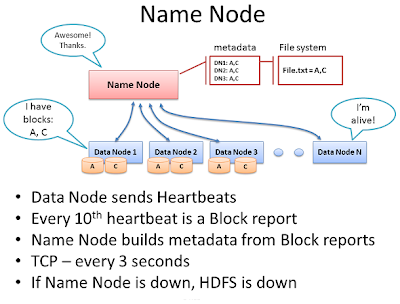 Name Node
Awesome!
Thanks.
metadata
File system
Name Node
DN1: A,C
DN2: A,C
DN3: A,C
File.txt = A,C
I have
blocks:
A, C
I'm
alive!
Data Node 1
Data Node 2
Data Node 3
Data Node N
A C A C A C
• Data Node sends Heartbeats
• Every 10th heartbeat is a Block report
• Name Node builds metadata from Block reports
• TCP – every 3 seconds
• If Name Node is down, HDFS is down